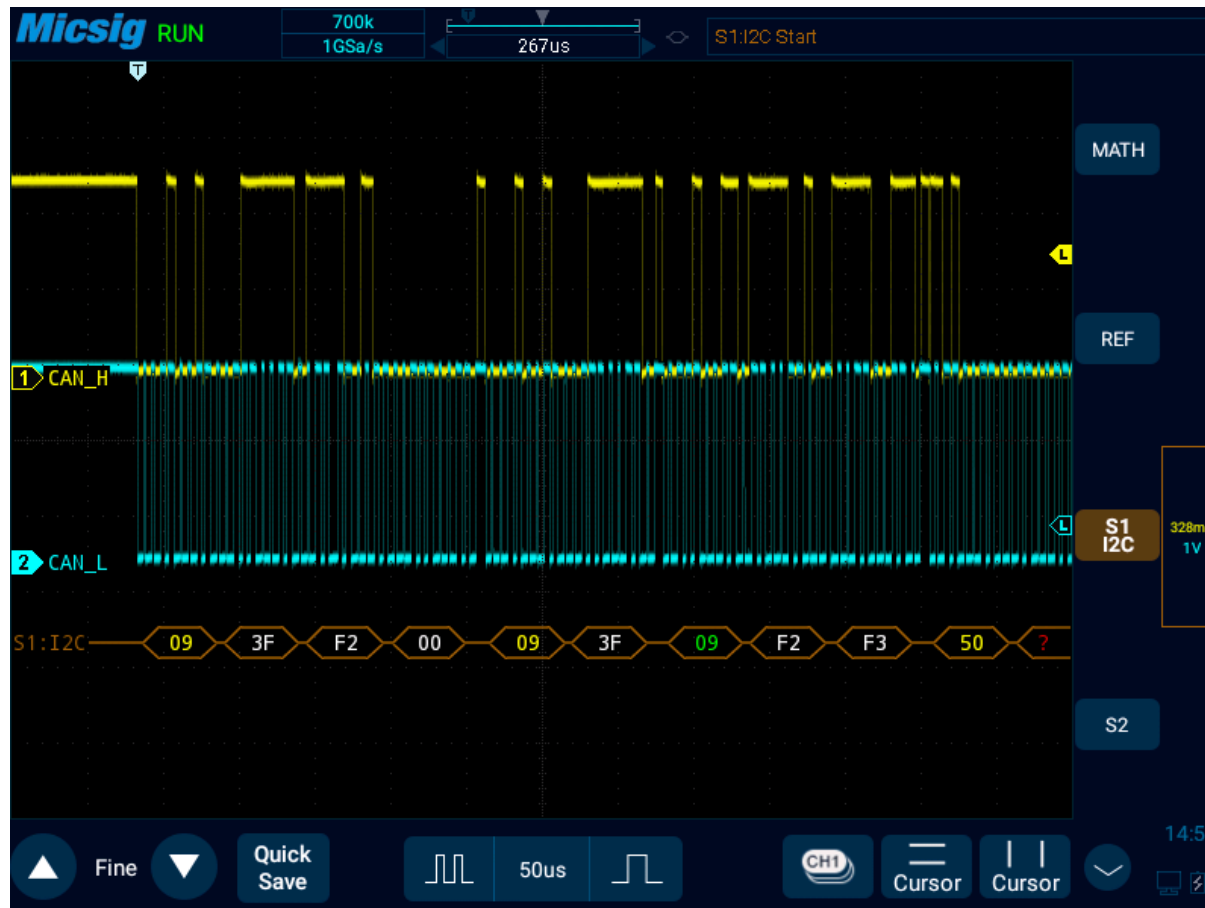 Micsig RUN
700k
1GSa/s
T
267us
S1:I2C Start
T
MATH
L
REF
1 CAN_H
L
S1
I2C
328m
1V
2 CAN_L
S1:I2C 09 3F F2 00 09 3F 09 F2 F3 50 ?
S2
Fine
Quick
Save
50us
CH1
Cursor
Cursor
14:5